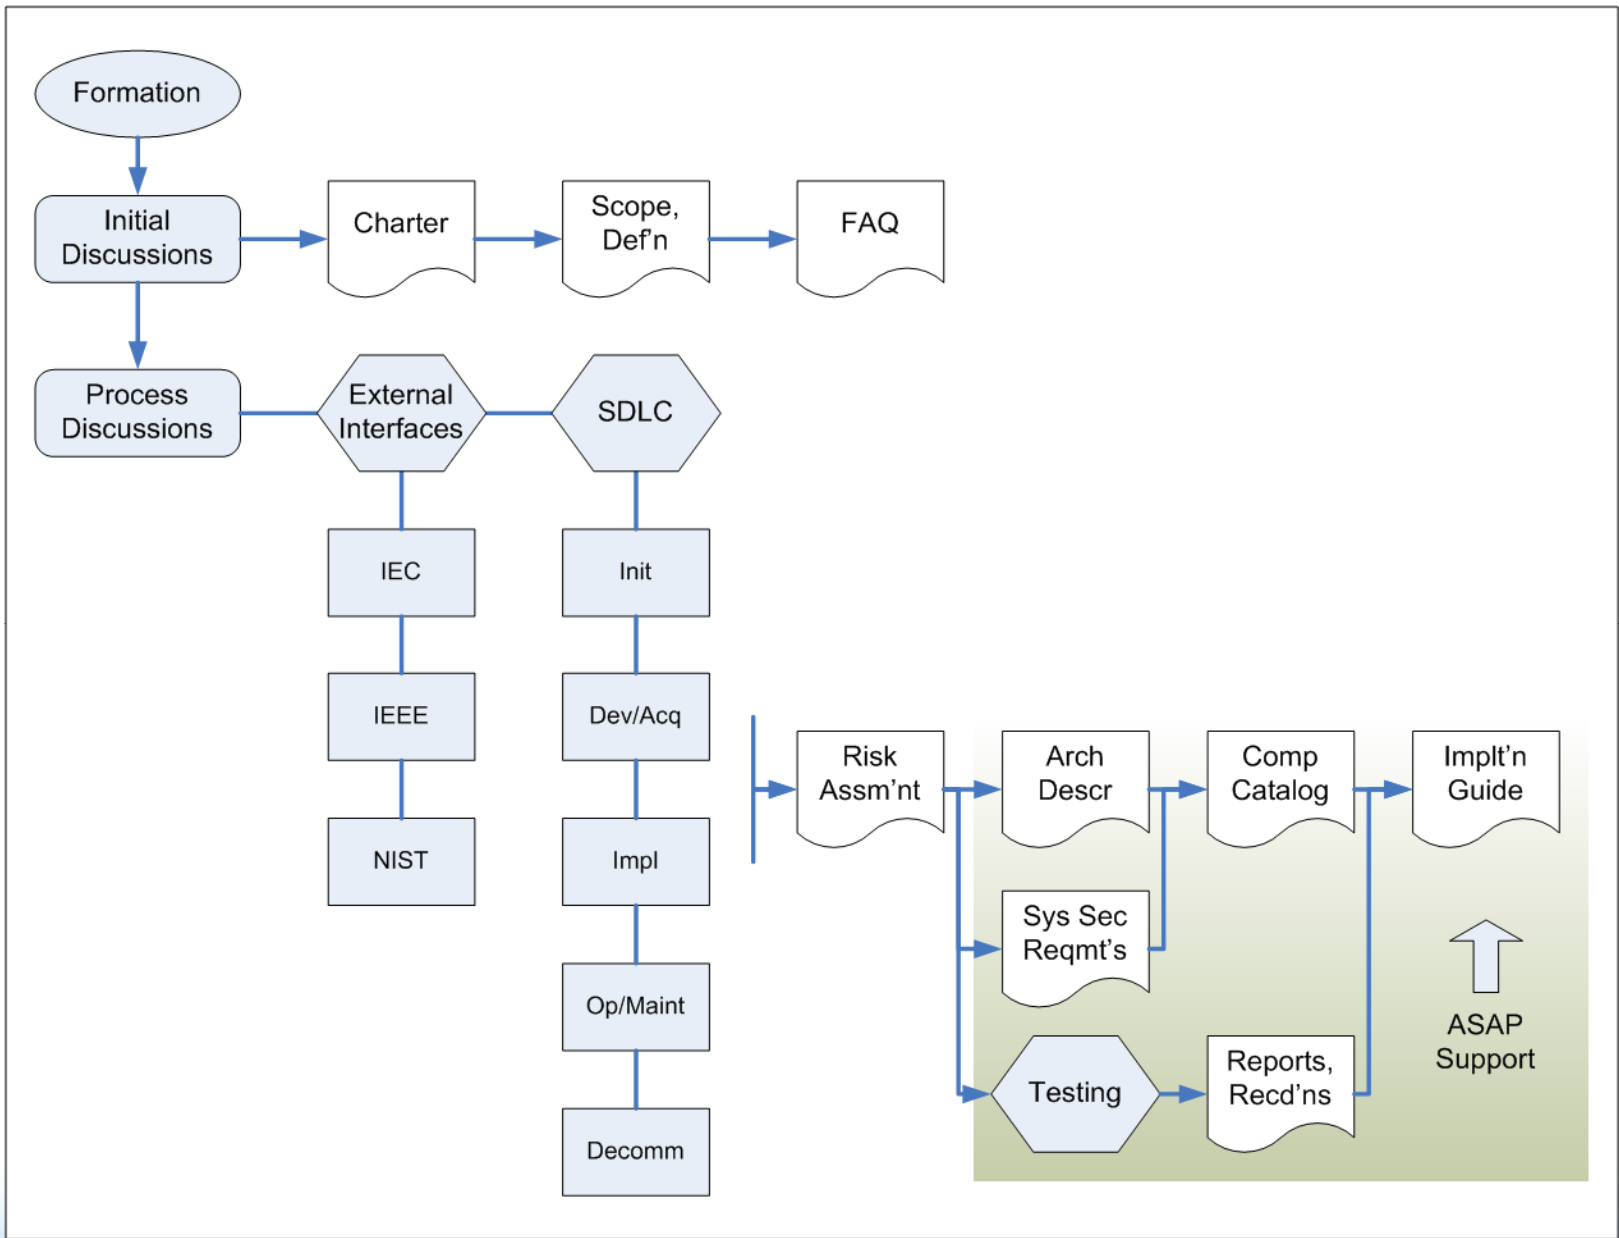 Formation
Initial
Discussions
Charter
Scope,
Def'n
FAQ
Process
Discussions
External
Interfaces
SDLC
IEC
IEEE
NIST
Init
Dev/Acq
Impl
Op/Maint
Decomm
Risk
Assm'nt
Arch
Descr
Comp
Catalog
Implt'n
Guide
Sys Sec
Reqmt's
Testing
Reports,
Recd'ns
ASAP
Support